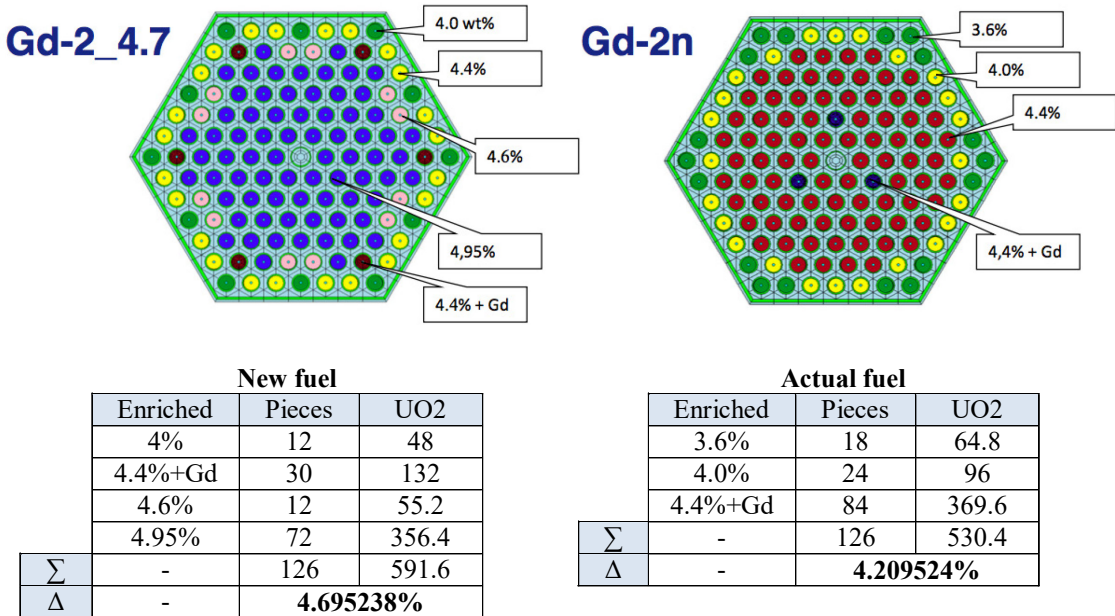 Gd-2_4.7
4.0 wt%
4.4%
4.6%
4,95%
4.4% + Gd
Gd-2n
3.6%
4.0%
4.4%
4,4% + Gd
New fuel
Enriched Pieces UO2
4% 12 48
4.4%+Gd 30 132
4.6% 12 55.2
4.95% 72 356.4
∑ - 126 591.6
Δ - 4.695238%
Actual fuel
Enriched Pieces UO2
3.6% 18 64.8
4.0% 24 96
4.4%+Gd 84 369.6
∑ - 126 530.4
Δ - 4.209524%